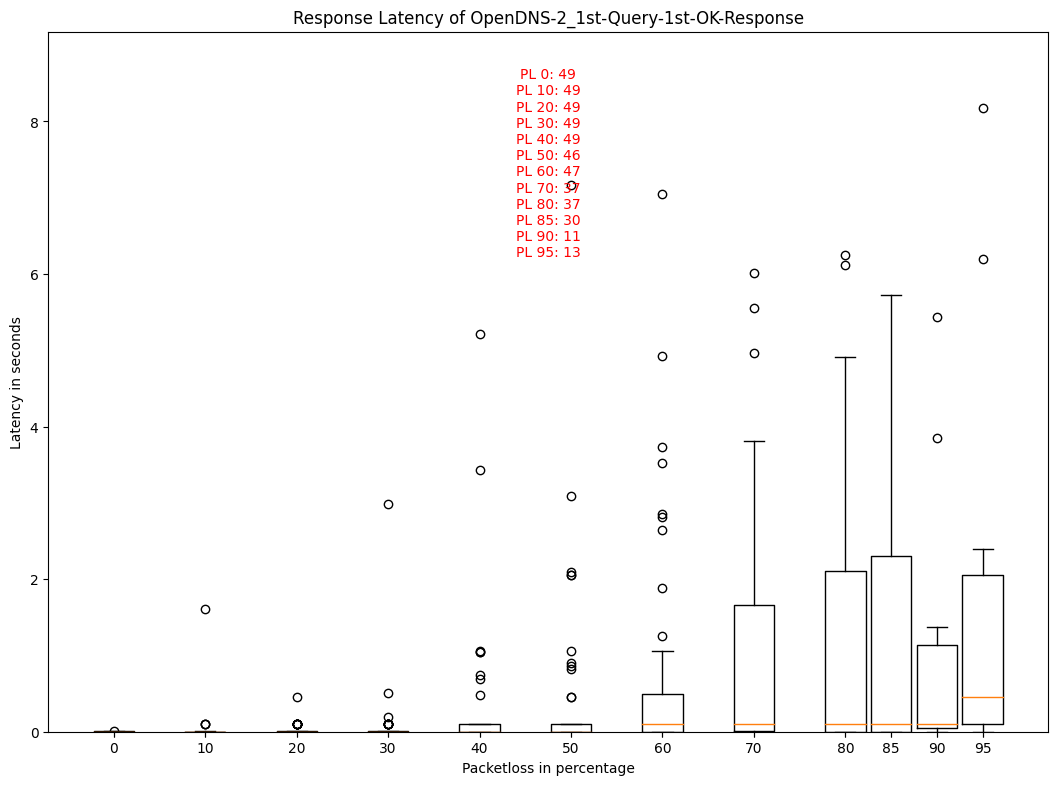 Response Latency of OpenDNS-2_1st-Query-1st-OK-Response
PL 0: 49
PL 10: 49
PL 20: 49
PL 30: 49
PL 40: 49
PL 50: 46
PL 60: 47
PL 70: 37
PL 80: 37
PL 85: 30
PL 90: 11
PL 95: 13
8
6
4
2
0
Latency in seconds
0 10 20 30 40 50 60 70 80 85 90 95
Packetloss in percentage